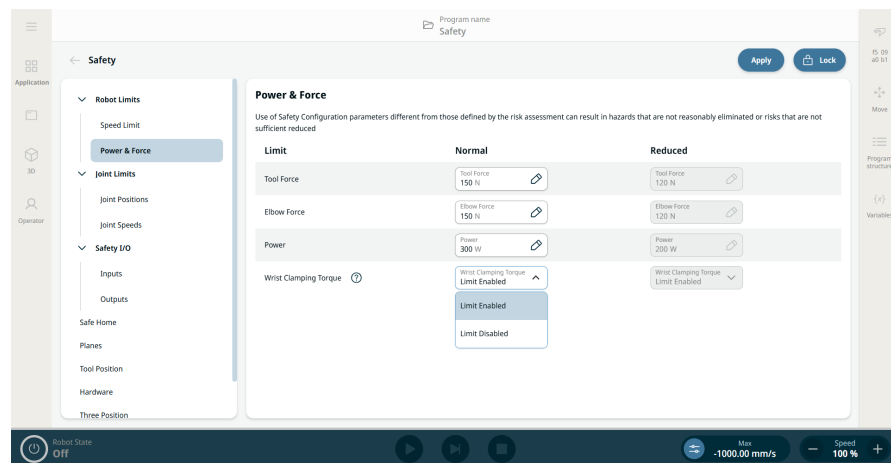 Program name
Safety
f5 09
a0 b1
Safety
Apply
Lock
Application
3D
Operator
Move
Program
structure
{x}
Variables
Robot Limits
Speed Limit
Power & Force
Joint Limits
Joint Positions
Joint Speeds
Safety I/O
Inputs
Outputs
Safe Home
Planes
Tool Position
Hardware
Three Position
Power & Force
Use of Safety Configuration parameters different from those defined by the risk assessment can result in hazards that are not reasonably eliminated or risks that are not
sufficient reduced
Limit Normal Reduced
Tool Force
Tool Force
150 N
Tool Force
120 N
Elbow Force
Elbow Force
150 N
Elbow Force
120 N
Power
Power
300 W
Power
200 W
Wrist Clamping Torque ?
Wrist Clamping Torque
Limit Enabled
Wrist Clamping Torque
Limit Enabled
Limit Enabled
Limit Disabled
Robot State
Off
Max
-1000.00 mm/s
Speed
100 %